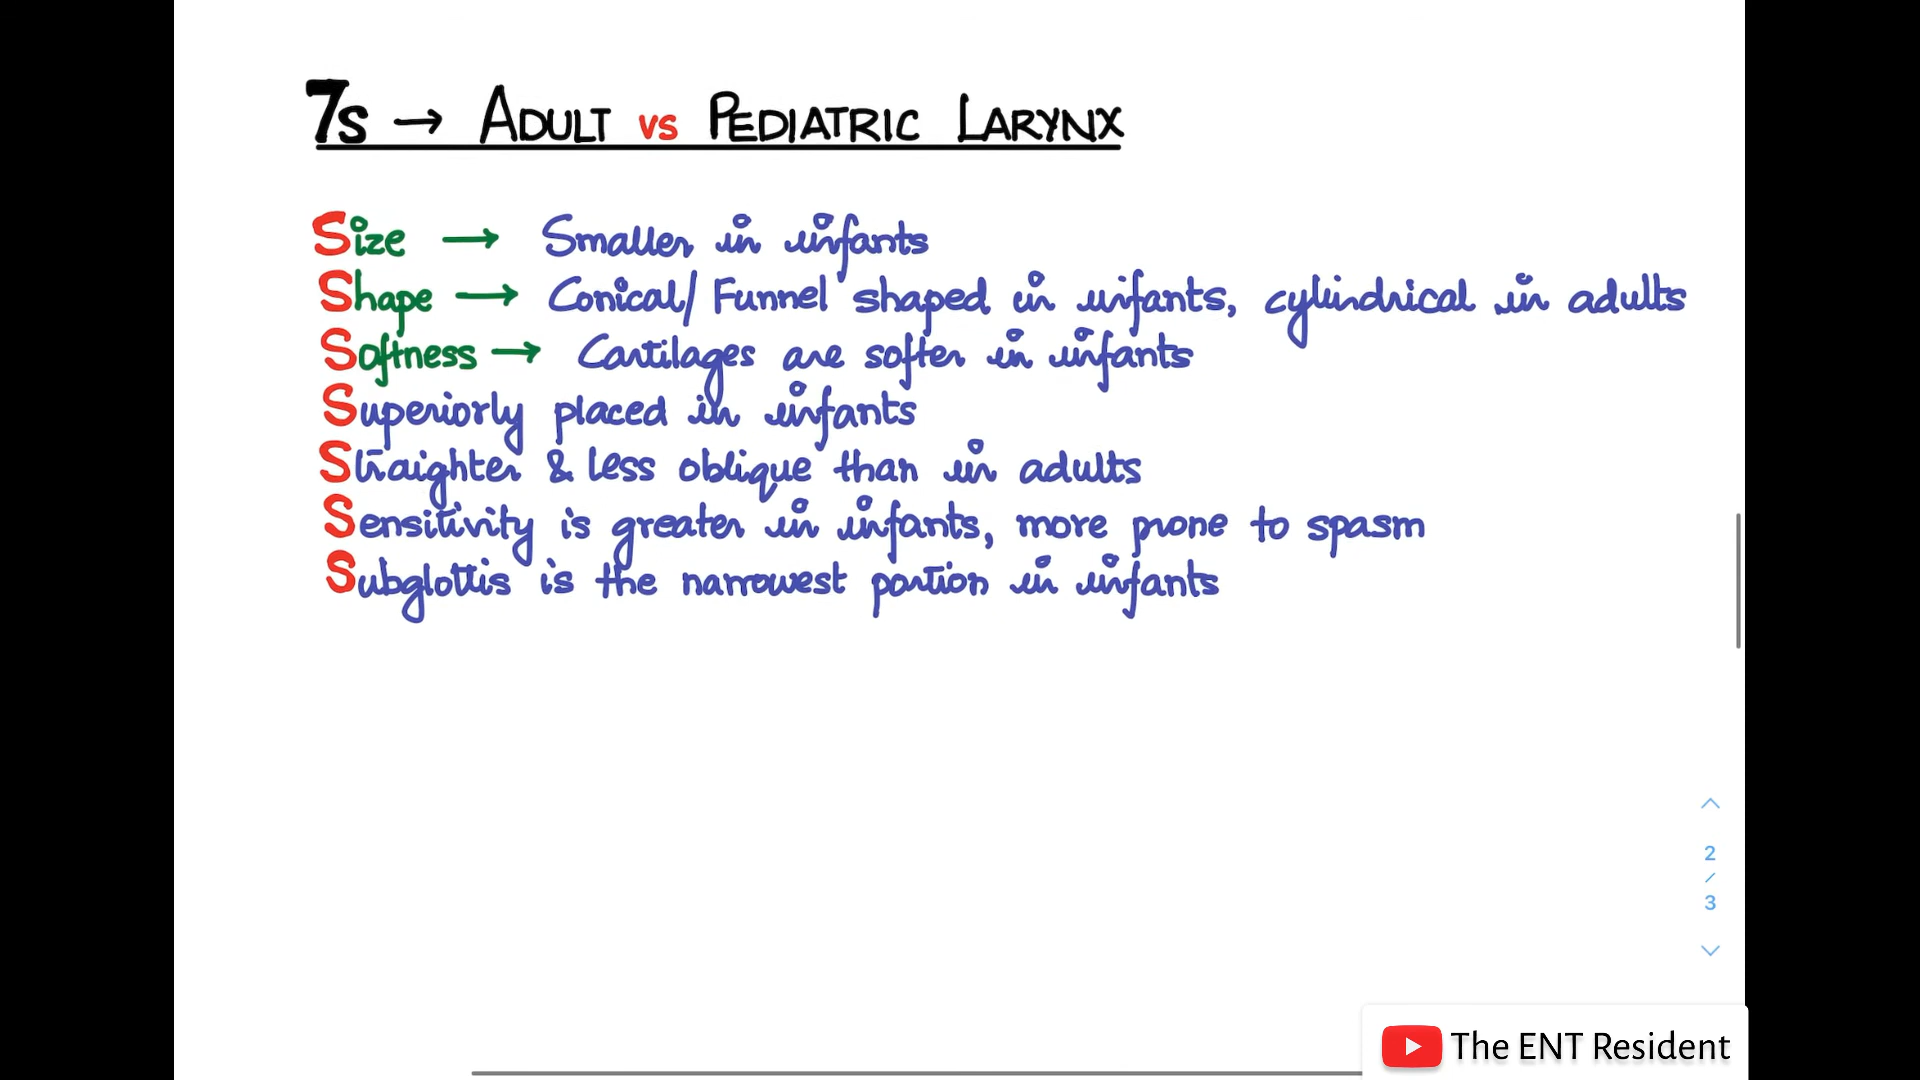 7s → ADULT vs PEDIATRIC LARYNX
Size → Smaller in infants
Shape → Conical/ Funnel shaped in infants, cylindrical in adults
Softness → Cartilages are softer in infants
Superiorly placed in infants
Straighter & less oblique than in adults
Sensitivity is greater in infants, more prone to spasm
Subglottis is the narrowest portion in infants
2
/
3
The ENT Resident